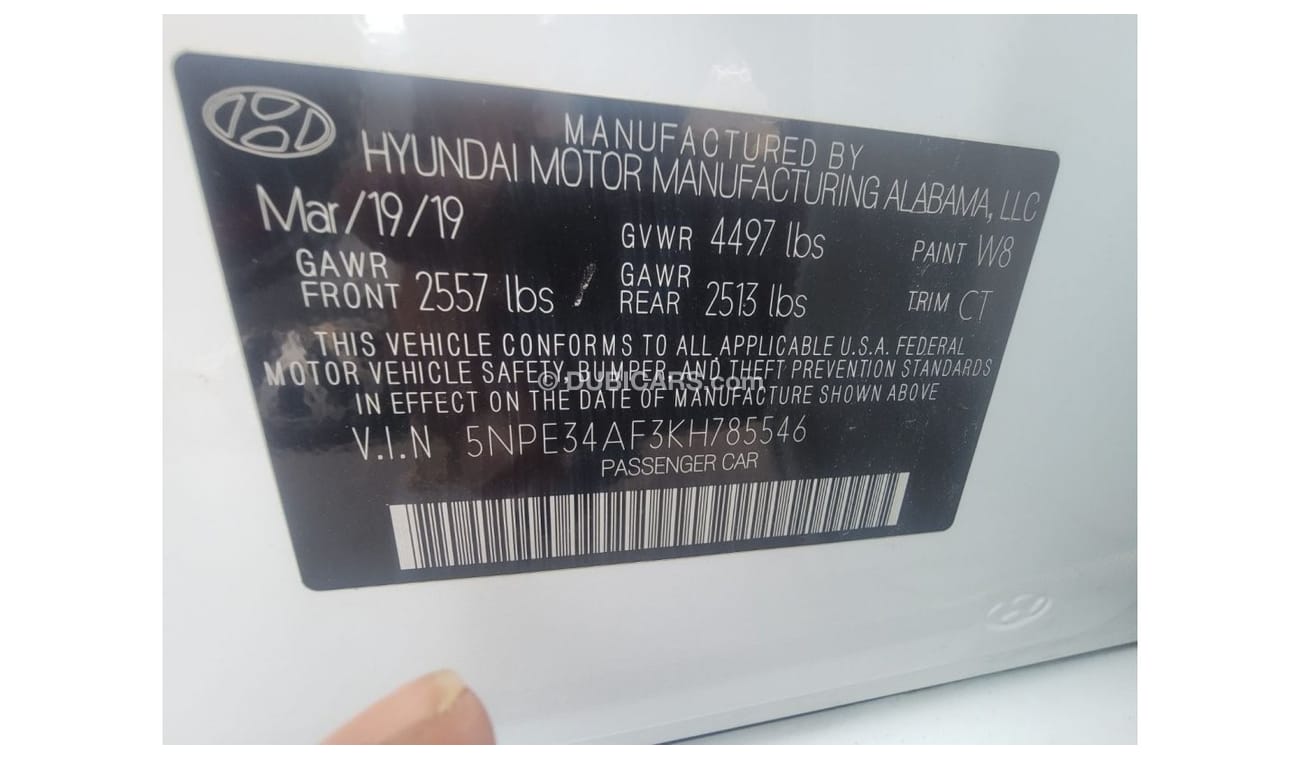 MANUFACTURED BY
HYUNDAI MOTOR MANUFACTURING ALABAMA, LLC
Mar/19/19 GVWR 4497 lbs PAINT W8
GAWR FRONT 2557 lbs GAWR REAR 2513 lbs TRIM CT
THIS VEHICLE CONFORMS TO ALL APPLICABLE U.S.A. FEDERAL
MOTOR VEHICLE SAFETY, BUMPER, AND THEFT PREVENTION STANDARDS
© DUBICARS.com
IN EFFECT ON THE DATE OF MANUFACTURE SHOWN ABOVE
V.I.N 5NPE34AF3KH785546
PASSENGER CAR